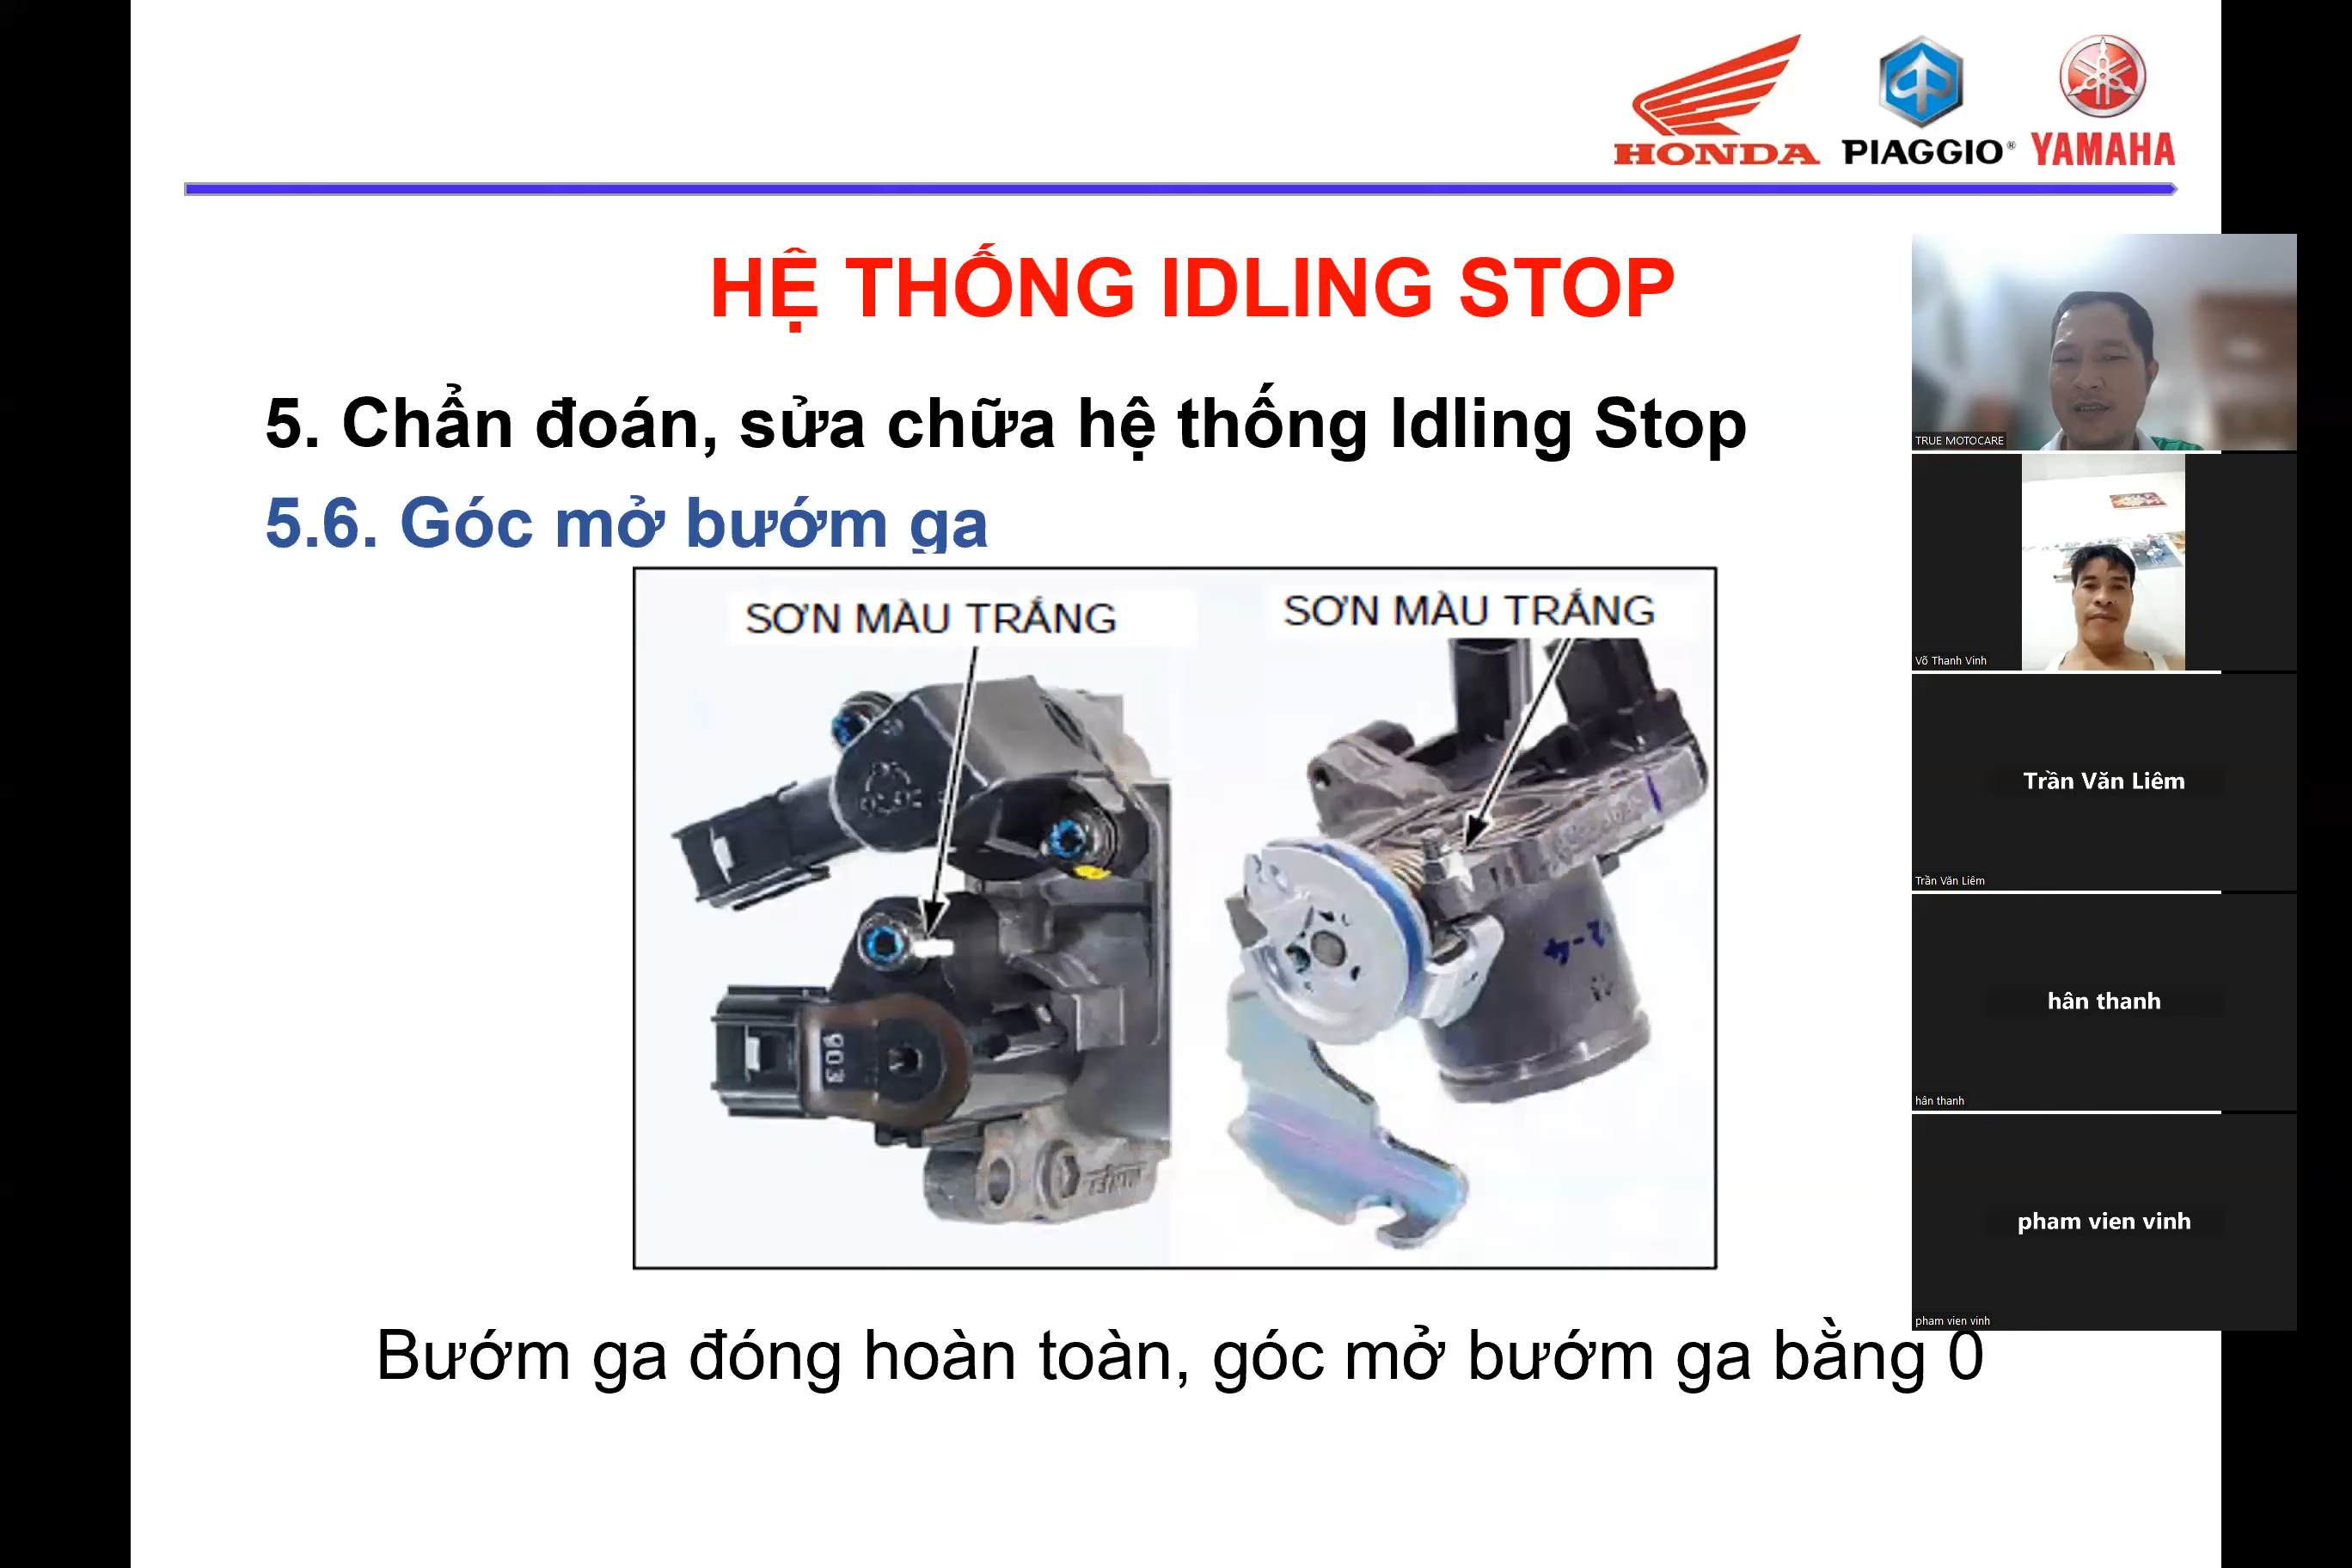 HONDA
PIAGGIO®
YAMAHA
HỆ THỐNG IDLING STOP
5. Chẩn đoán, sửa chữa hệ thống Idling Stop
5.6. Góc mở bướm ga
SƠN MÀU TRẮNG
SƠN MÀU TRẮNG
903
2-4
Bướm ga đóng hoàn toàn, góc mở bướm ga bằng 0
TRUE MOTOCARE
Võ Thanh Vinh
Trần Văn Liêm
Trần Văn Liêm
hân thanh
hân thanh
pham vien vinh
pham vien vinh